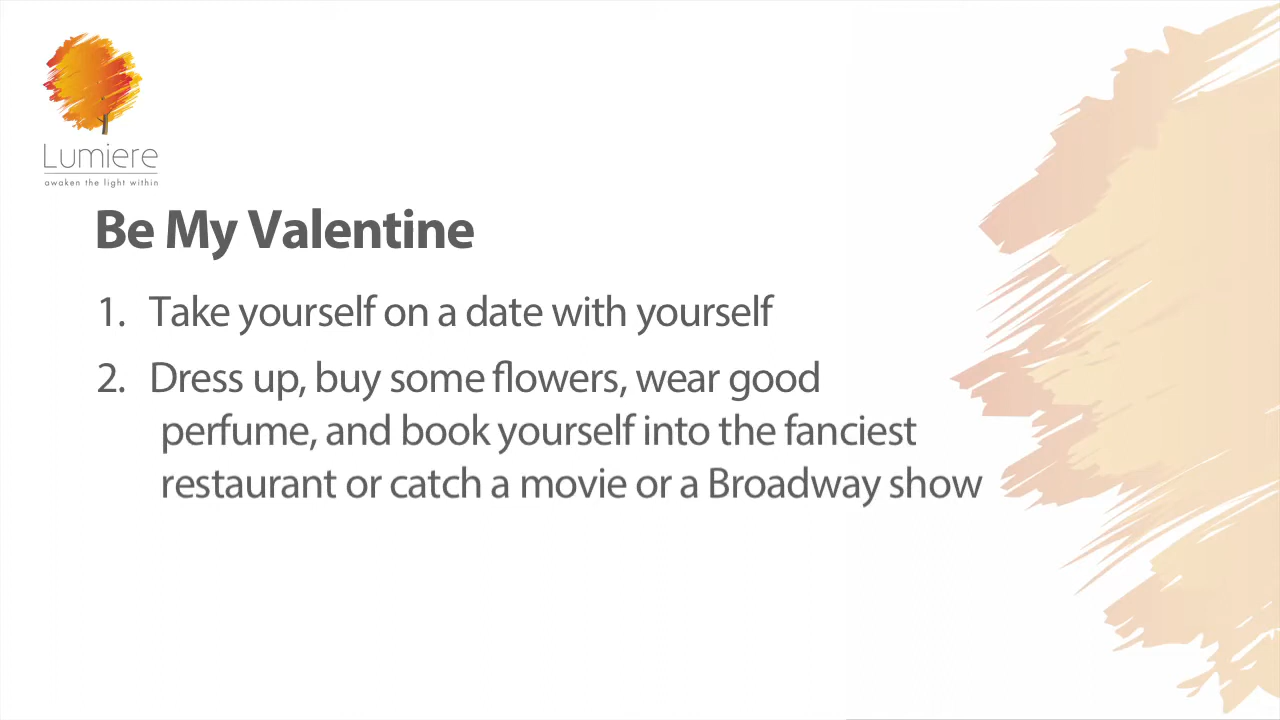 Lumiere
awaken the light within
Be My Valentine
1. Take yourself on a date with yourself
2. Dress up, buy some flowers, wear good
perfume, and book yourself into the fanciest
restaurant or catch a movie or a Broadway show